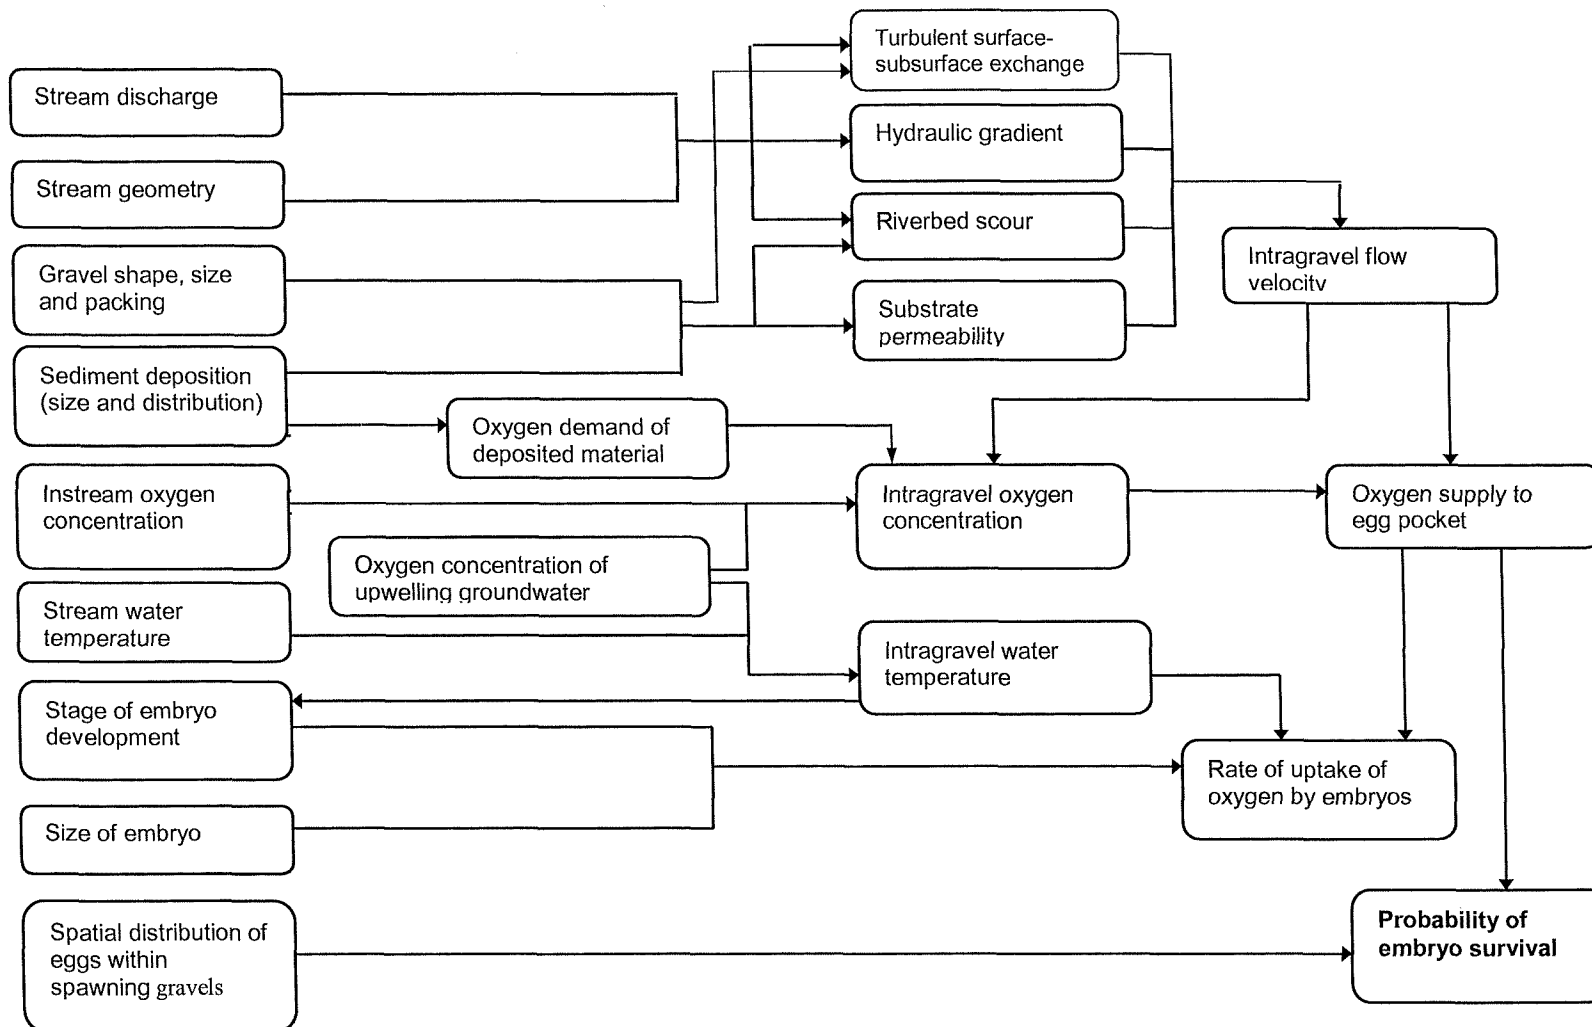 Stream discharge
Stream geometry
Gravel shape, size
and packing
Sediment deposition
(size and distribution)
Instream oxygen
concentration
Stream water
temperature
Stage of embryo
development
Size of embryo
Spatial distribution of
eggs within
spawning gravels
Oxygen demand of
deposited material
Oxygen concentration of
upwelling groundwater
Turbulent surface-
subsurface exchange
Hydraulic gradient
Riverbed scour
Substrate
permeability
Intragravel oxygen
concentration
Intragravel water
temperature
Intragravel flow
velocity
Oxygen supply to
egg pocket
Rate of uptake of
oxygen by embryos
Probability of
embryo survival